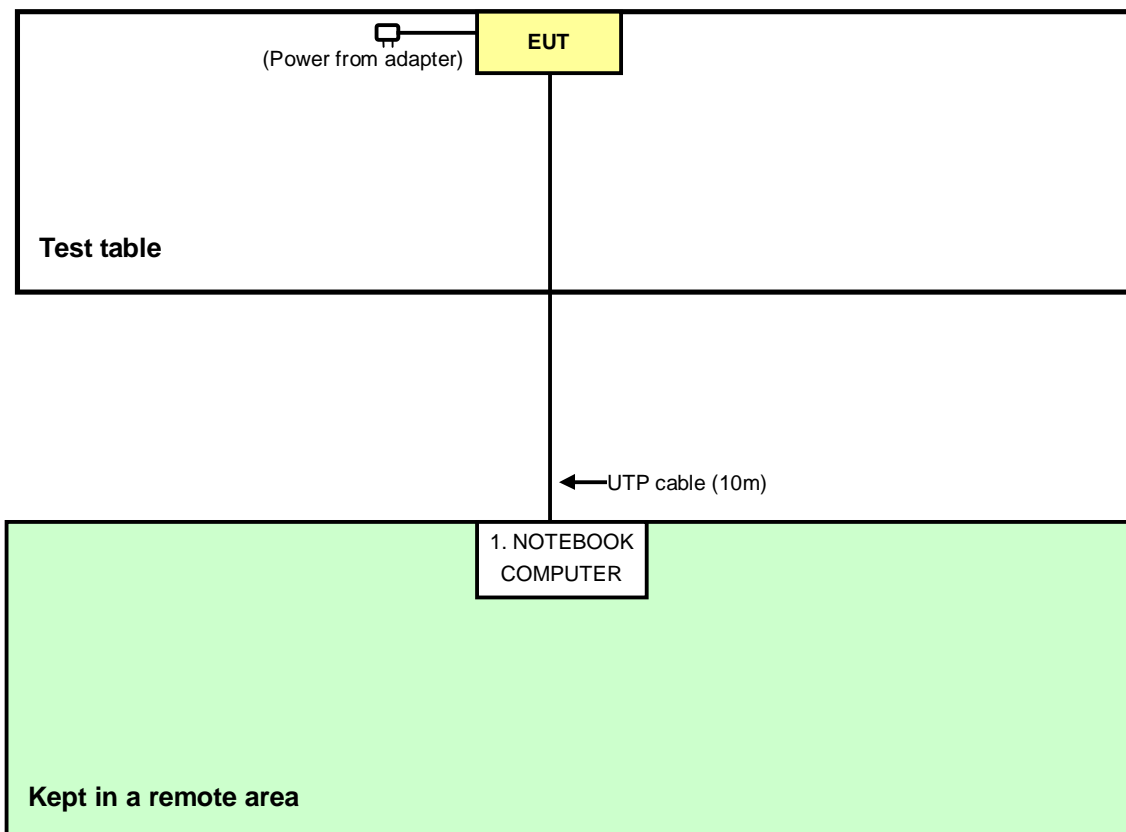 EUT
(Power from adapter)
Test table
UTP cable (10m)
1. NOTEBOOK
COMPUTER
Kept in a remote area